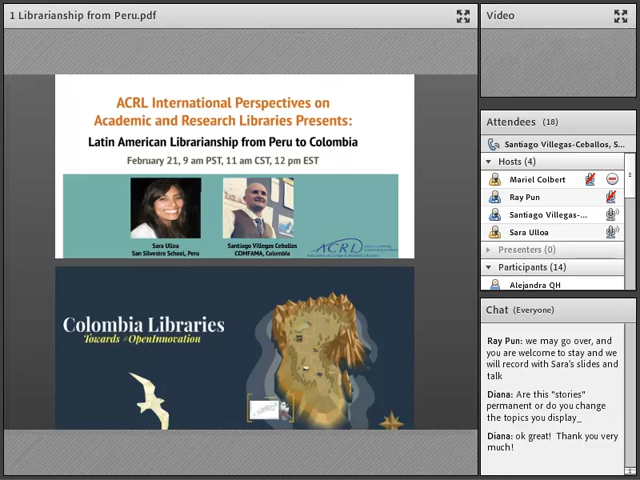 1 Librarianship from Peru.pdf
ACRL International Perspectives on
Academic and Research Libraries Presents:
Latin American Librarianship from Peru to Colombia
February 21, 9 am PST, 11 am CST, 12 pm EST
Sara Ulloa
San Silvestre School, Peru
Santiago Villegas Ceballos
COMFAMA, Colombia
ACRL
Colombia Libraries
Towards #OpenInnovation
Video
Attendees (18)
Santiago Villegas-Ceballos, S...
Hosts (4)
Mariel Colbert
Ray Pun
Santiago Villegas-...
Sara Ulloa
Presenters (0)
Participants (14)
Alejandra QH
Chat (Everyone)
Ray Pun: we may go over, and
you are welcome to stay and we
will record with Sara's slides and
talk
Diana: Are this "stories"
permanent or do you change
the topics you display_
Diana: ok great! Thank you very
much!